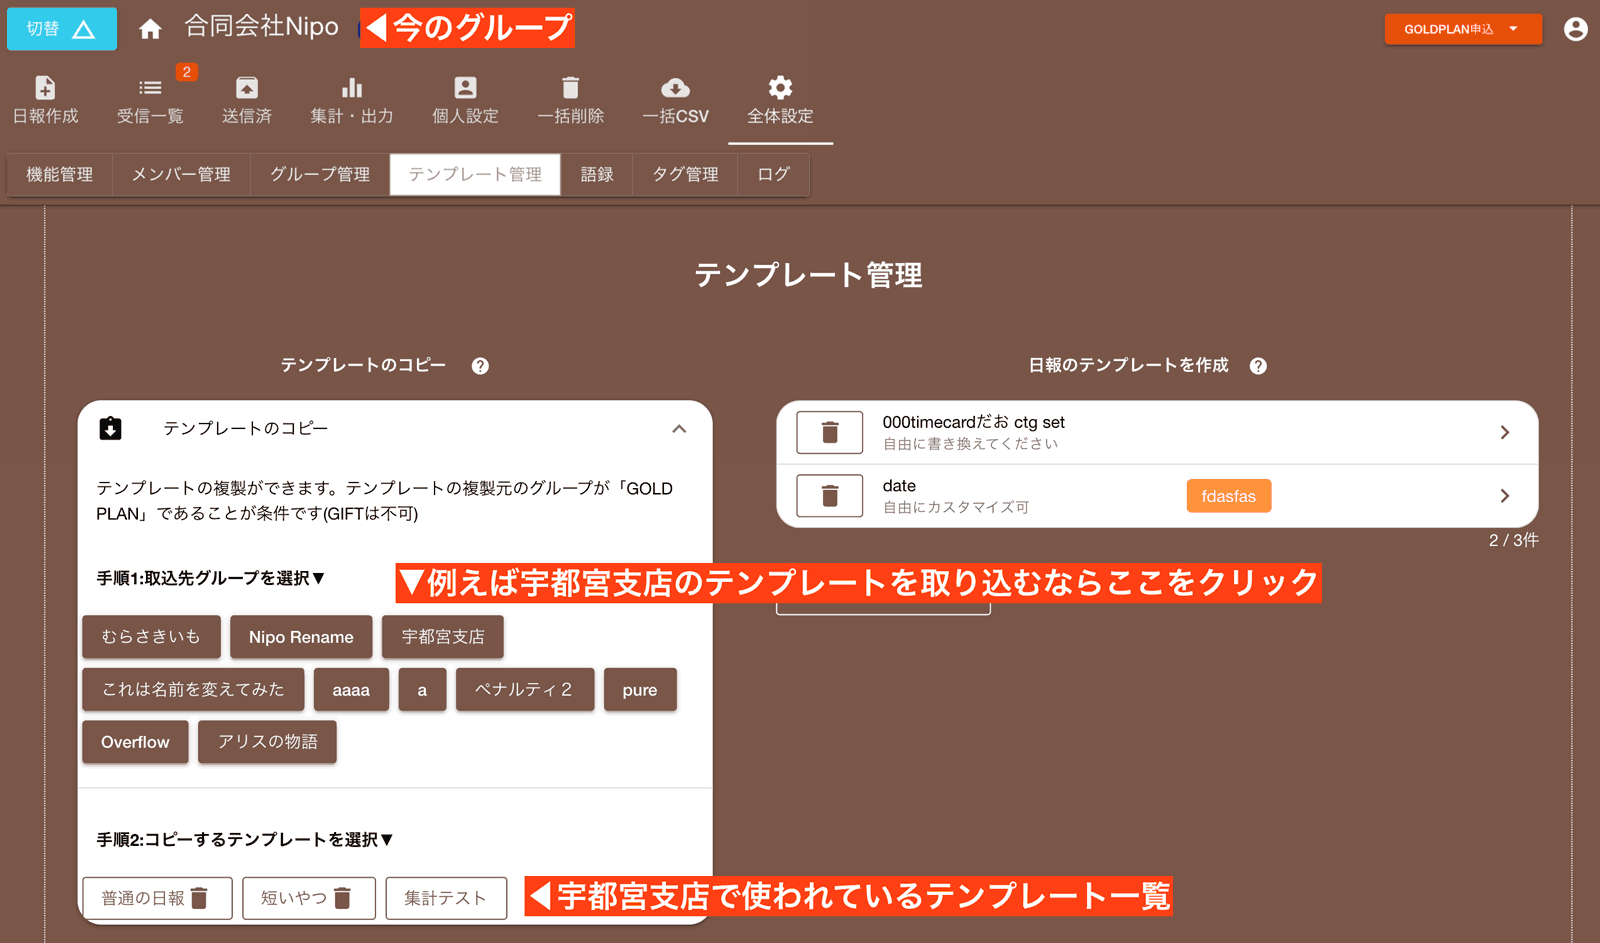 切替
合同会社Nipo
◀今のグループ
GOLDPLAN申込
日報作成
受信一覧
2
送信済
集計・出力
個人設定
一括削除
一括CSV
全体設定
機能管理
メンバー管理
グループ管理
テンプレート管理
語録
タグ管理
ログ
テンプレート管理
テンプレートのコピー ?
テンプレートのコピー
テンプレートの複製ができます。テンプレートの複製元のグループが「GOLD
PLAN」であることが条件です(GIFTは不可)
手順1:取込先グループを選択▼
▼例えば宇都宮支店のテンプレートを取り込むならここをクリック
むらさきいも
Nipo Rename
宇都宮支店
これは名前を変えてみた
aaaa
a
ペナルティ２
pure
Overflow
アリスの物語
手順2:コピーするテンプレートを選択▼
普通の日報
短いやつ
集計テスト
◀宇都宮支店で使われているテンプレート一覧
日報のテンプレートを作成 ?
000timecardだお ctg set
自由に書き換えてください
date
自由にカスタマイズ可
fdasfas
2 / 3件